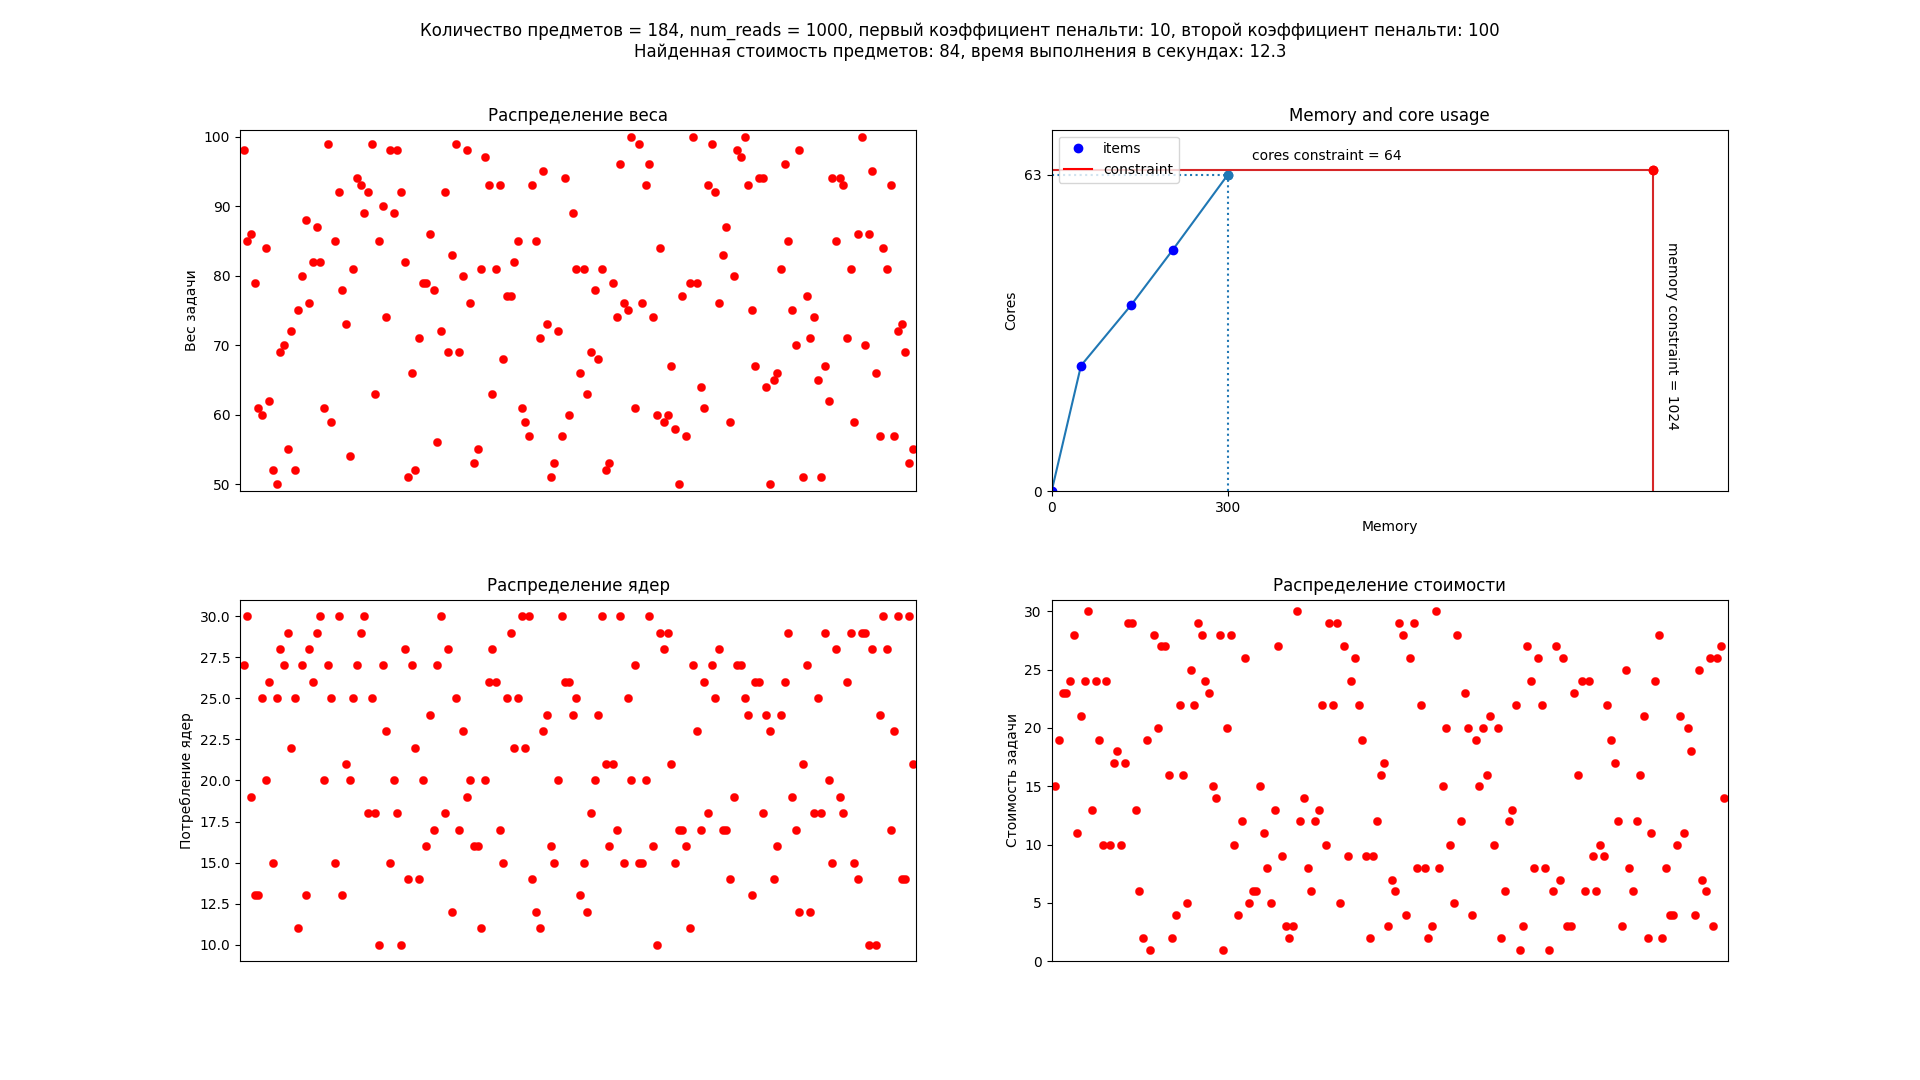 Количество предметов = 184, num_reads = 1000, первый коэффициент пенальти: 10, второй коэффициент пенальти: 100
Найденная стоимость предметов: 84, время выполнения в секундах: 12.3
Распределение веса
100
90
80
70
60
50
Вес задачи
Memory and core usage
items
constraint
cores constraint = 64
memory constraint = 1024
63
0
Cores
0
300
Memory
Распределение ядер
30.0
27.5
25.0
22.5
20.0
17.5
15.0
12.5
10.0
Потребление ядер
Распределение стоимости
30
25
20
15
10
5
0
Стоимость задачи